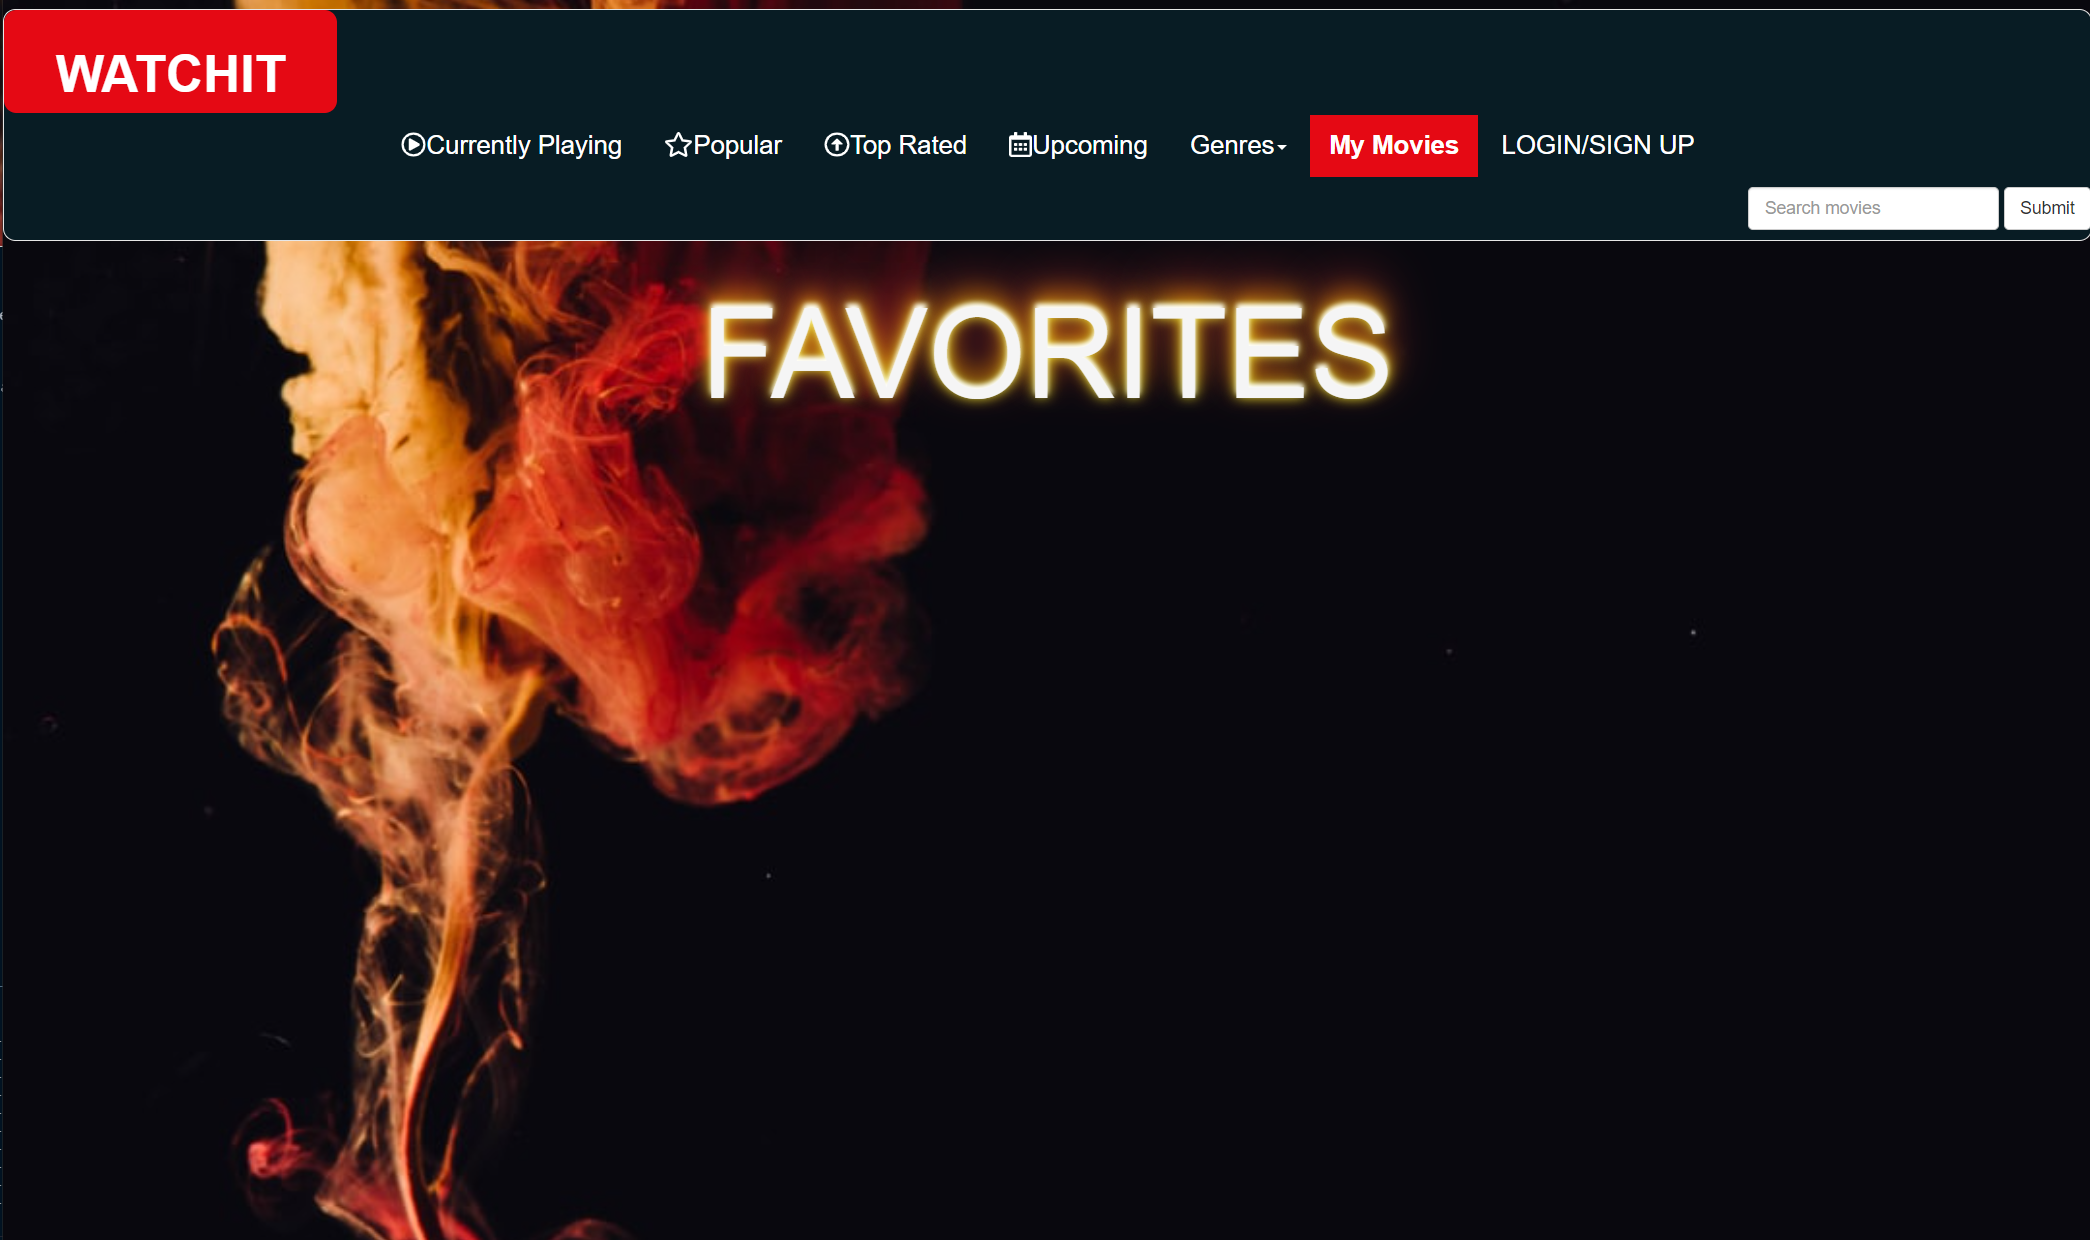 WATCHIT
Currently Playing Popular Top Rated Upcoming Genres My Movies LOGIN/SIGN UP
Search movies Submit
FAVORITES